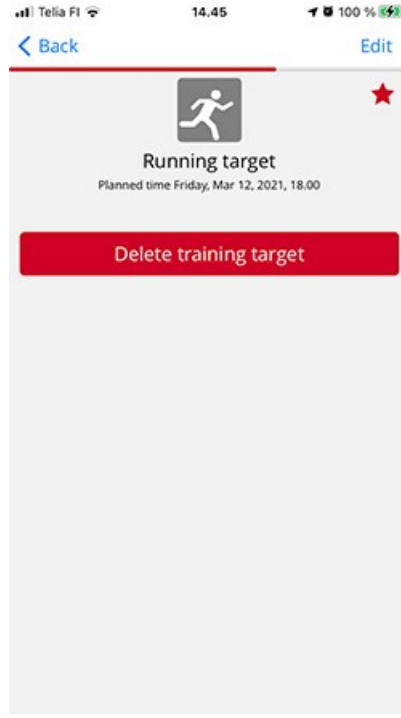 Telia FI 14.45 100 %
Back Edit
Running target
Planned time Friday, Mar 12, 2021, 18.00
Delete training target